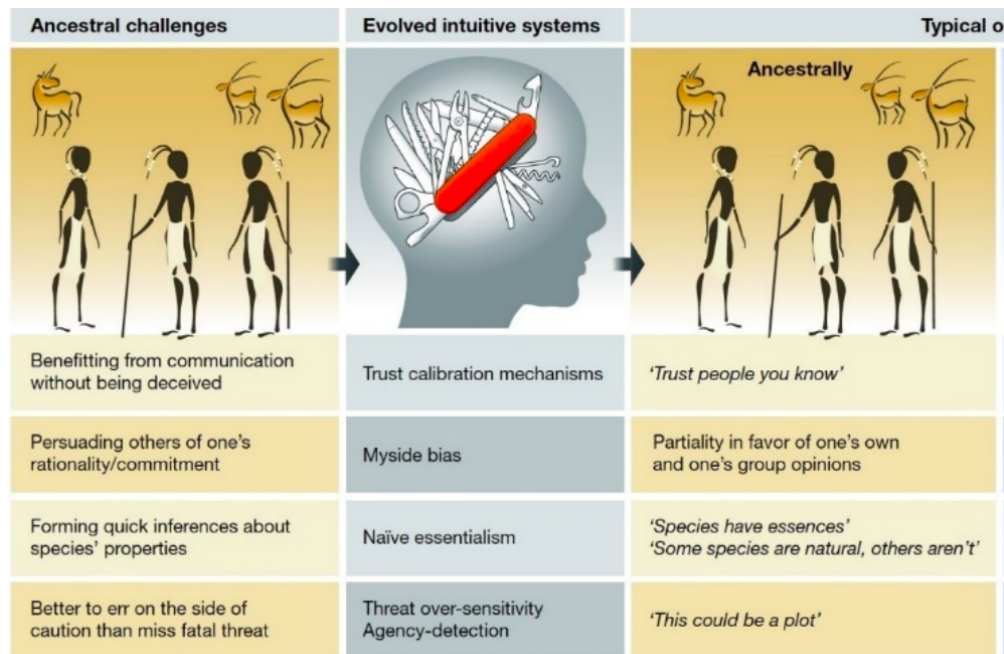 Ancestral challenges
Evolved intuitive systems
Typical
Ancestrally
Benefitting from communication
without being deceived
Trust calibration mechanisms
‘Trust people you know’
Persuading others of one’s
rationality/commitment
Myside bias
Partiality in favor of one’s own
and one’s group opinions
Forming quick inferences about
species’ properties
Naïve essentialism
‘Species have essences’
‘Some species are natural, others aren’t’
Better to err on the side of
caution than miss fatal threat
Threat over-sensitivity
Agency-detection
‘This could be a plot’